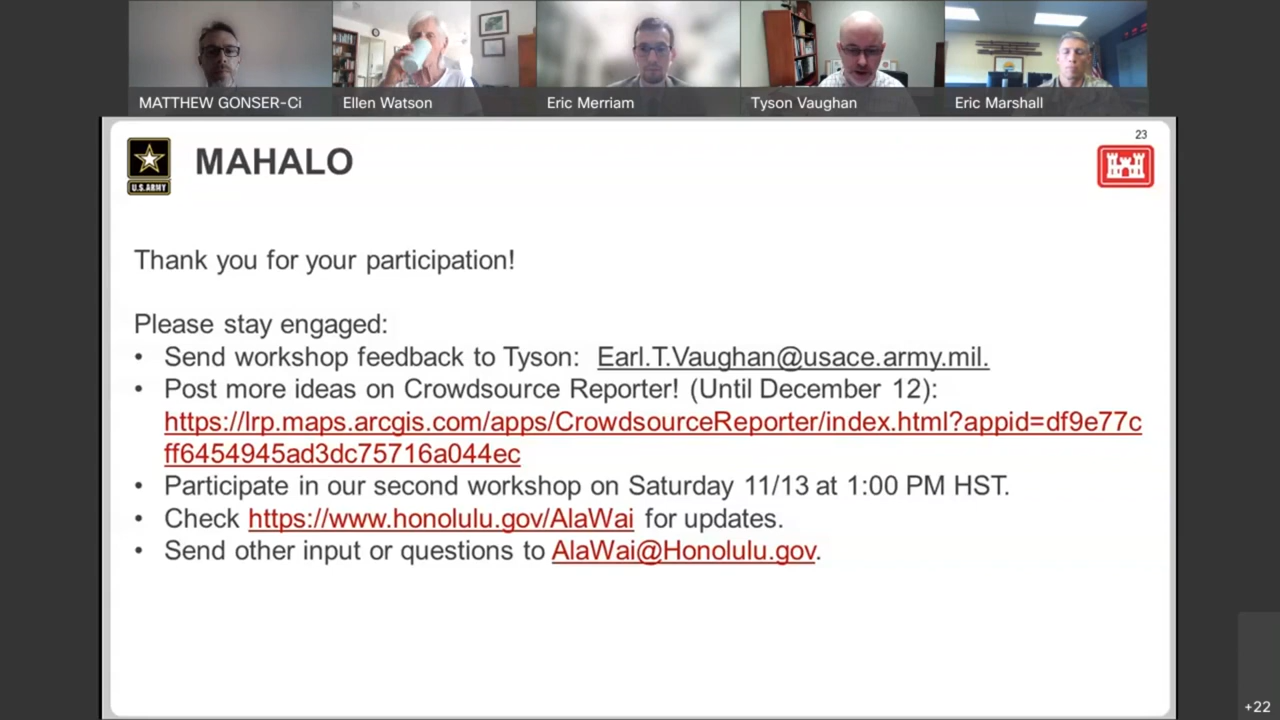 MATTHEW GONSER-Ci
Ellen Watson
Eric Merriam
Tyson Vaughan
Eric Marshall
23
U.S.ARMY
MAHALO
Thank you for your participation!
Please stay engaged:
• Send workshop feedback to Tyson: Earl.T.Vaughan@usace.army.mil.
• Post more ideas on Crowdsource Reporter! (Until December 12):
https://lrp.maps.arcgis.com/apps/CrowdsourceReporter/index.html?appid=df9e77c
ff6454945ad3dc75716a044ec
• Participate in our second workshop on Saturday 11/13 at 1:00 PM HST.
• Check https://www.honolulu.gov/AlaWai for updates.
• Send other input or questions to AlaWai@Honolulu.gov.
+22